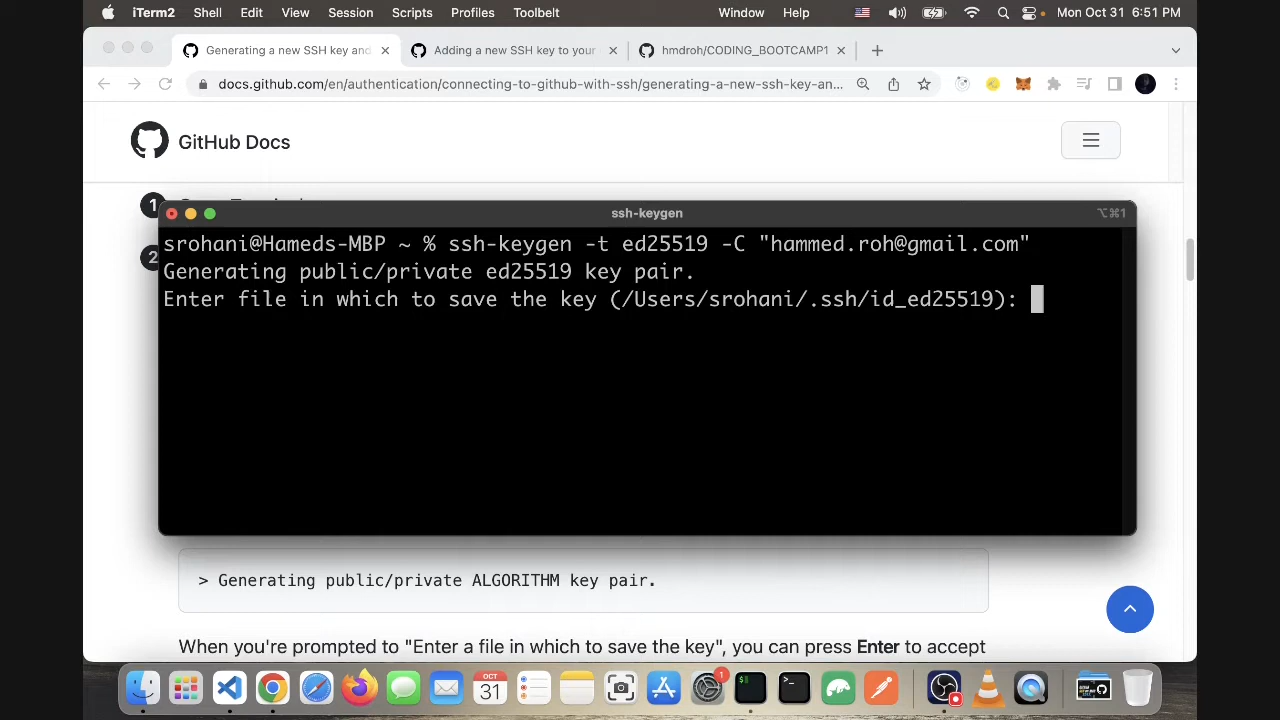 iTerm2 Shell Edit View Session Scripts Profiles Toolbelt Window Help Mon Oct 31 6:51 PM
Generating a new SSH key and Adding a new SSH key to your hmdroh/CODING_BOOTCAMP1
docs.github.com/en/authentication/connecting-to-github-with-ssh/generating-a-new-ssh-key-an...
GitHub Docs
1
ssh-keygen
⌥⌘1
2
srohani@Hameds-MBP ~ % ssh-keygen -t ed25519 -C "hammed.roh@gmail.com"
Generating public/private ed25519 key pair.
Enter file in which to save the key (/Users/srohani/.ssh/id_ed25519):
> Generating public/private ALGORITHM key pair.
When you're prompted to "Enter a file in which to save the key", you can press Enter to accept
OCT
31
1